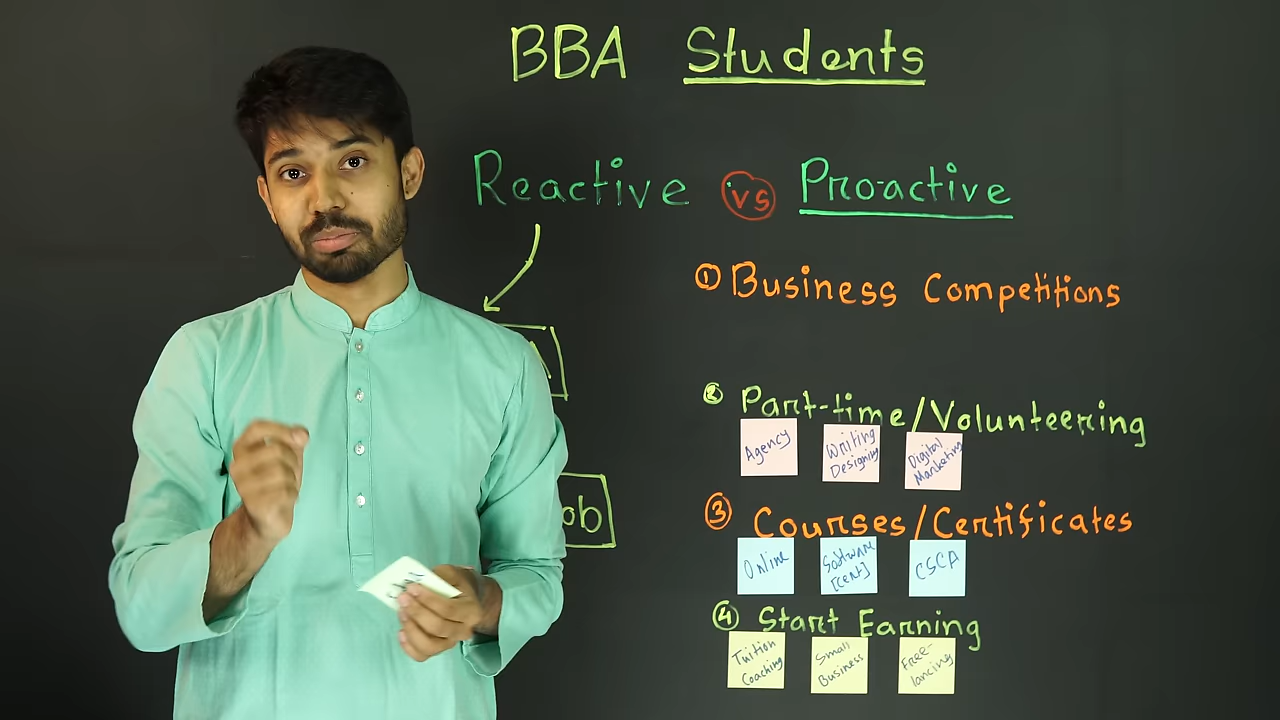 BBA Students
Reactive vs Pro-active
① Business Competitions
② Part-time/Volunteering
Agency
Writing
Designing
Digital
Marketing
ob
③ Courses/Certificates
Online
Software
[cert]
CSCA
④ Start Earning
Tuition
Coaching
Small
Business
Free-
lancing